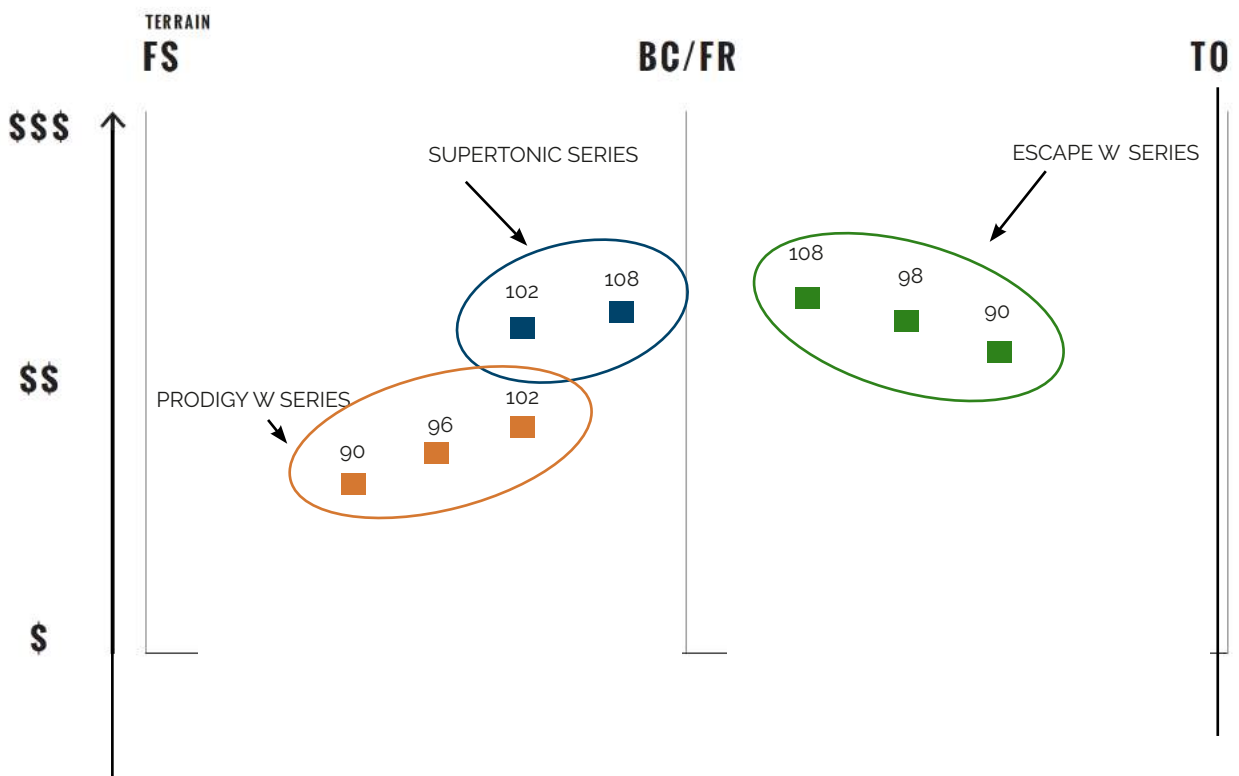 TERRAIN
FS BC/FR TO
$$$
SUPERTONIC SERIES ESCAPE W SERIES
108 98 90
102 108
$$
PRODIGY W SERIES
90 96 102
$